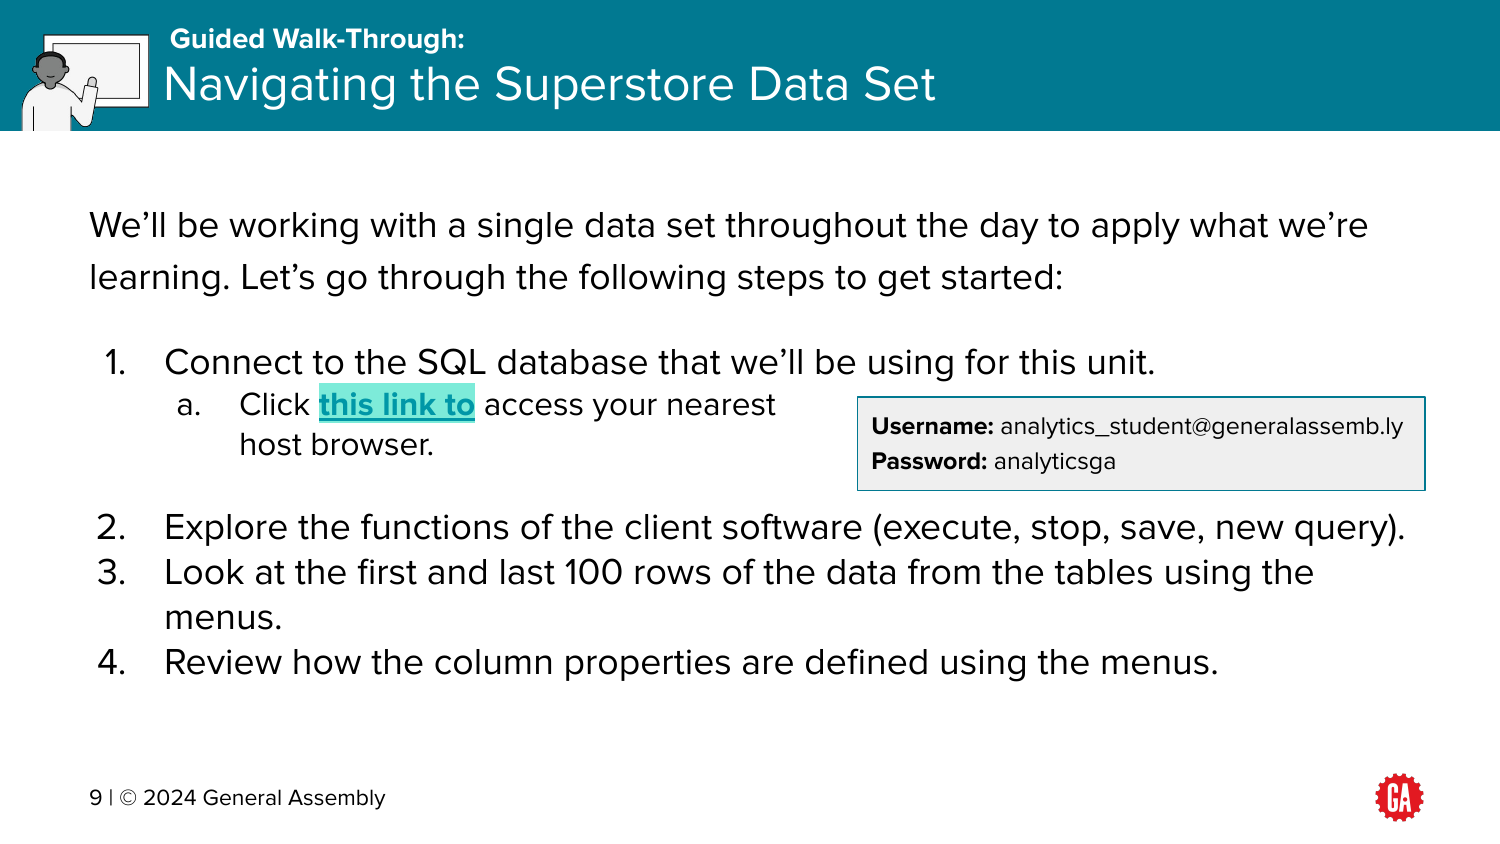 Guided Walk-Through:
Navigating the Superstore Data Set
We’ll be working with a single data set throughout the day to apply what we’re
learning. Let’s go through the following steps to get started:
1. Connect to the SQL database that we’ll be using for this unit.
a. Click this link to access your nearest
host browser.
Username: analytics_student@generalassemb.ly
Password: analyticsga
2. Explore the functions of the client software (execute, stop, save, new query).
3. Look at the first and last 100 rows of the data from the tables using the
menus.
4. Review how the column properties are defined using the menus.
9 | © 2024 General Assembly
GA